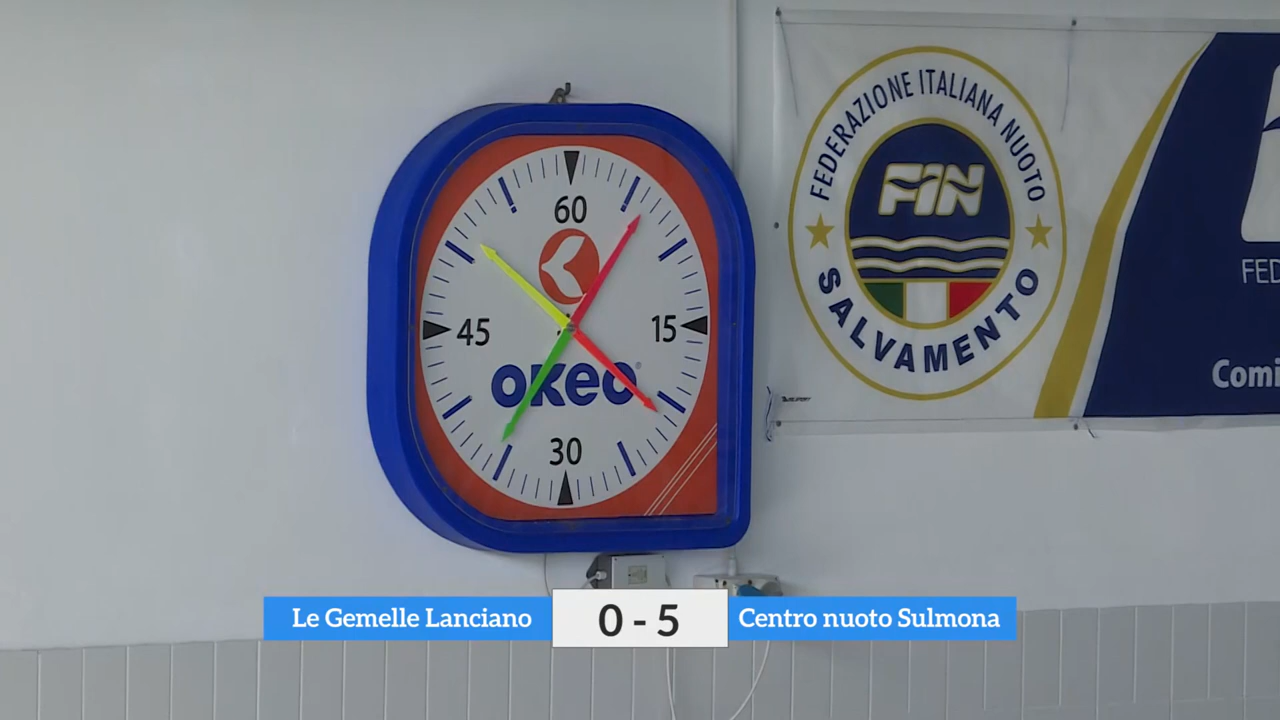 60
15
45
30
OKEO
FEDERAZIONE ITALIANA NUOTO
FIN
SALVAMENTO
FED
Comi
Le Gemelle Lanciano
0 - 5
Centro nuoto Sulmona